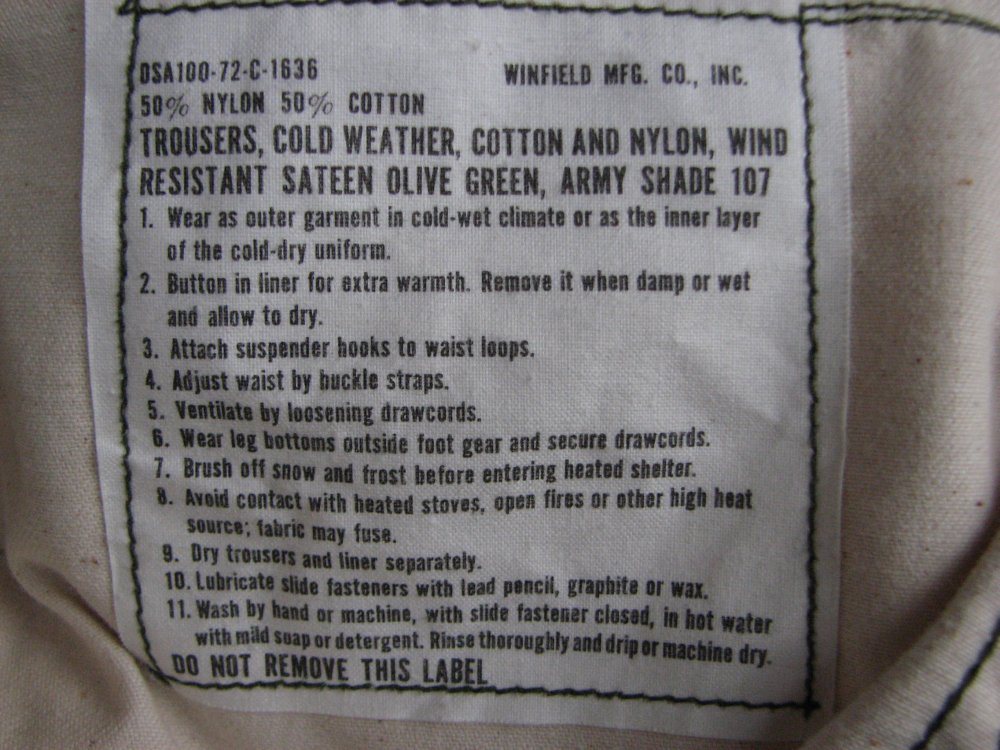 DSA100-72-C-1636 WINFIELD MFG. CO., INC.
50% NYLON 50% COTTON
TROUSERS, COLD WEATHER, COTTON AND NYLON, WIND
RESISTANT SATEEN OLIVE GREEN, ARMY SHADE 107
1. Wear as outer garment in cold-wet climate or as the inner layer
of the cold-dry uniform.
2. Button in liner for extra warmth. Remove it when damp or wet
and allow to dry.
3. Attach suspender hooks to waist loops.
4. Adjust waist by buckle straps.
5. Ventilate by loosening drawcords.
6. Wear leg bottoms outside foot gear and secure drawcords.
7. Brush off snow and frost before entering heated shelter.
8. Avoid contact with heated stoves, open fires or other high heat
source; fabric may fuse.
9. Dry trousers and liner separately.
10. Lubricate slide fasteners with lead pencil, graphite or wax.
11. Wash by hand or machine, with slide fastener closed, in hot water
with mild soap or detergent. Rinse thoroughly and drip or machine dry.
DO NOT REMOVE THIS LABEL